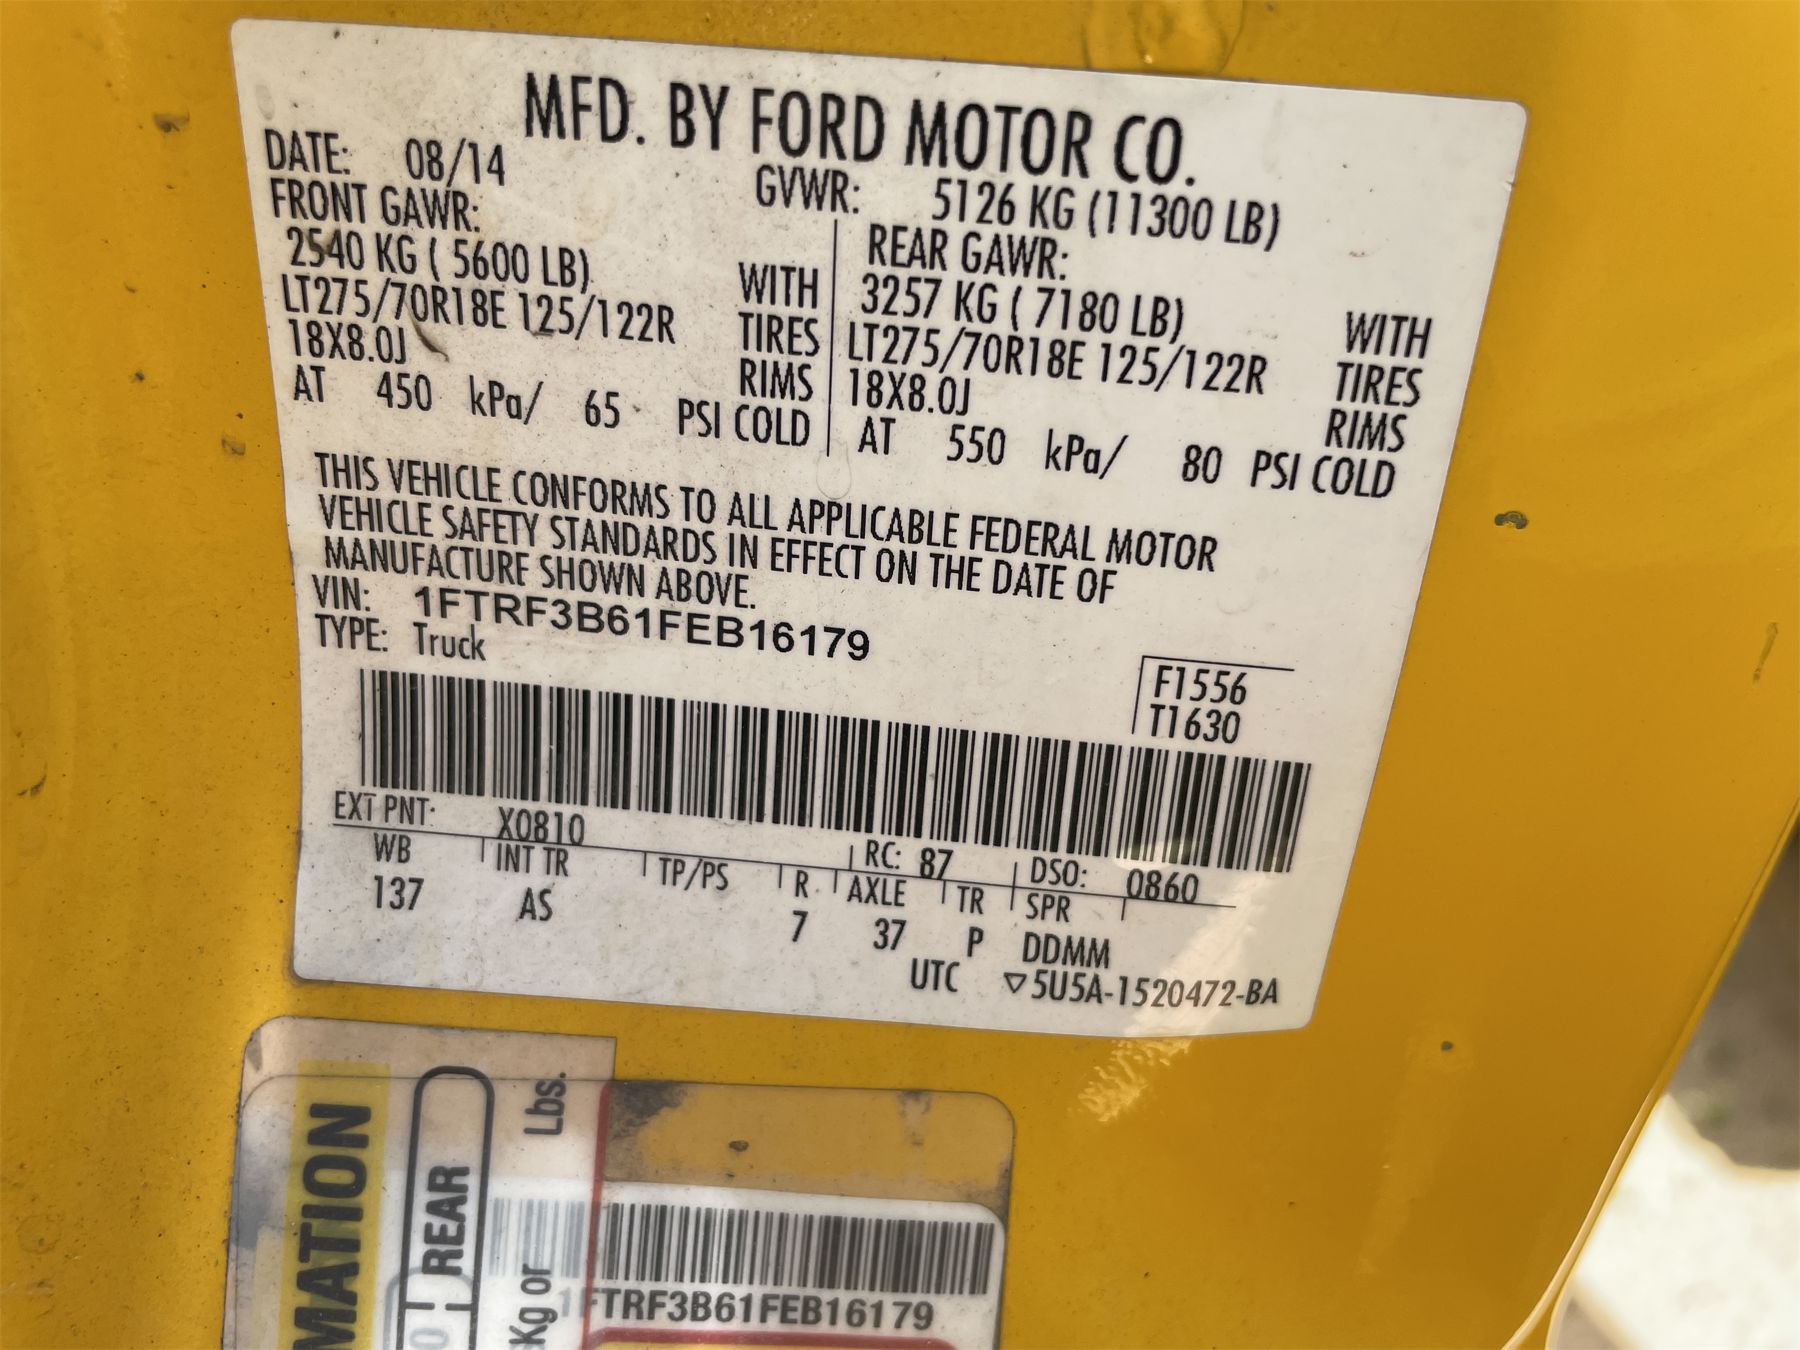 MFD. BY FORD MOTOR CO.
DATE: 08/14 GVWR: 5126 KG (11300 LB)
FRONT GAWR: REAR GAWR:
2540 KG ( 5600 LB) WITH 3257 KG ( 7180 LB) WITH
LT275/70R18E 125/122R TIRES LT275/70R18E 125/122R TIRES
18X8.0J RIMS 18X8.0J RIMS
AT 450 kPa/ 65 PSI COLD AT 550 kPa/ 80 PSI COLD
THIS VEHICLE CONFORMS TO ALL APPLICABLE FEDERAL MOTOR
VEHICLE SAFETY STANDARDS IN EFFECT ON THE DATE OF
MANUFACTURE SHOWN ABOVE.
VIN: 1FTRF3B61FEB16179
TYPE: Truck
F1556
T1630
EXT PNT: X0810 RC: 87 DSO: 0860
WB INT TR TP/PS R AXLE TR SPR
137 AS 7 37 P DDMM
UTC ▽5U5A-1520472-BA
MATION
REAR
0
Lbs.
Kg or
1FTRF3B61FEB16179